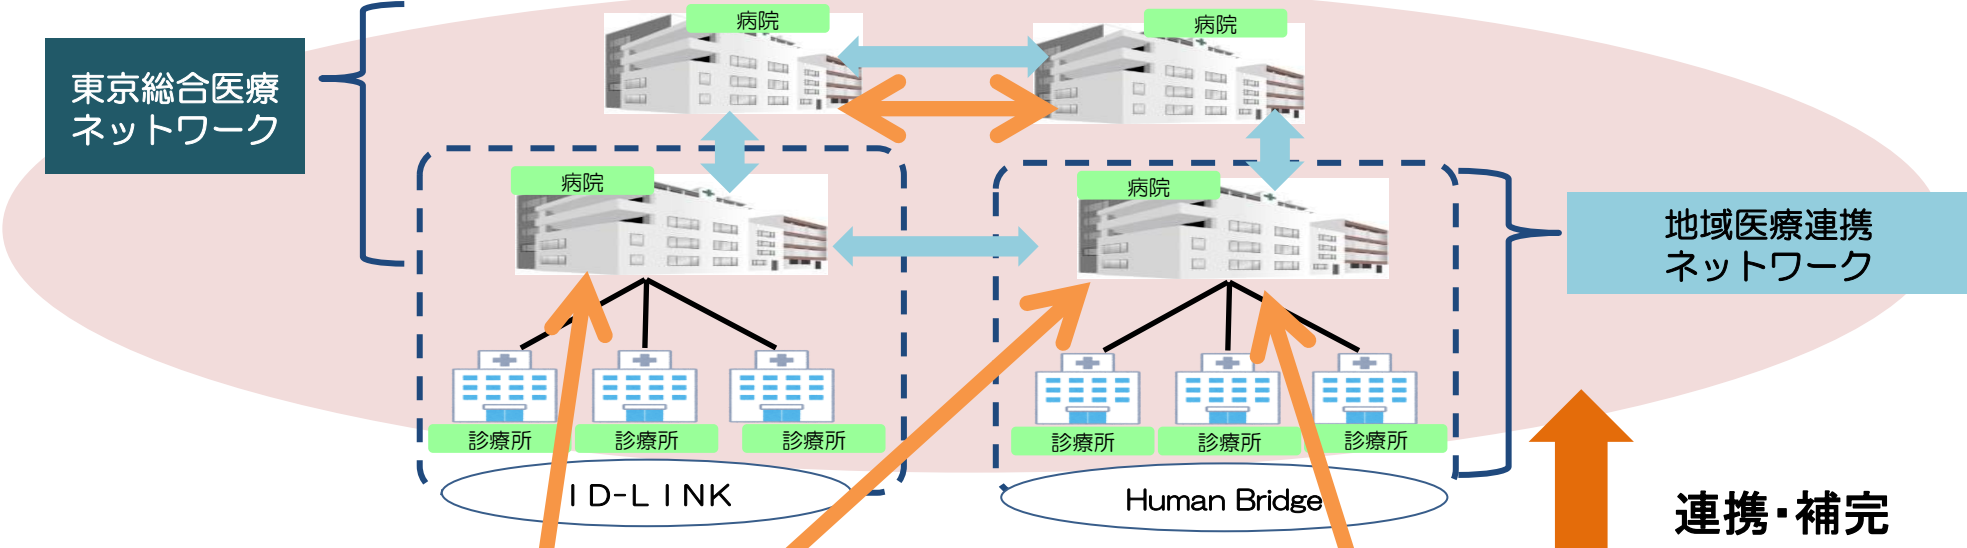 病院
病院
東京総合医療
ネットワーク
病院
病院
地域医療連携
ネットワーク
診療所
診療所
診療所
診療所
診療所
診療所
ID-LINK
Human Bridge
連携・補完